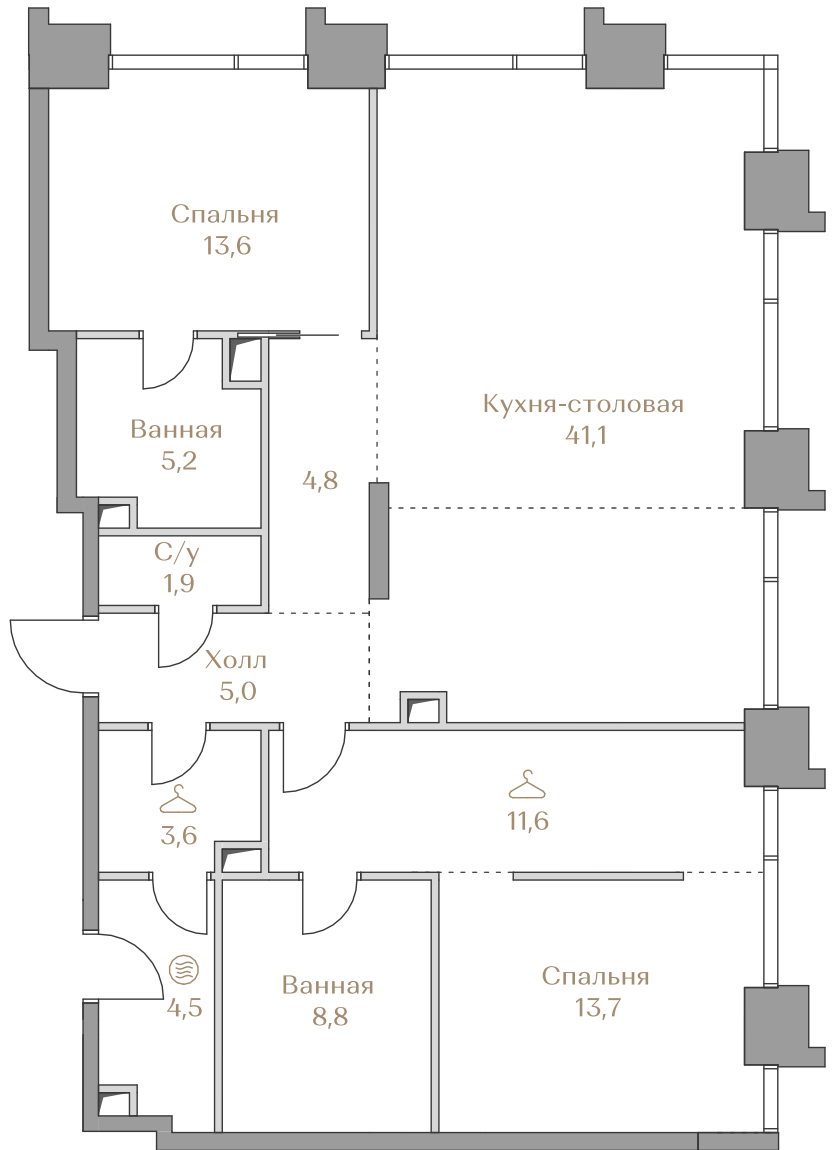 Спальня
13,6
Кухня-столовая
41,1
Ванная
5,2
4,8
С/у
1,9
Холл
5,0
3,6
11,6
4,5
Ванная
8,8
Спальня
13,7